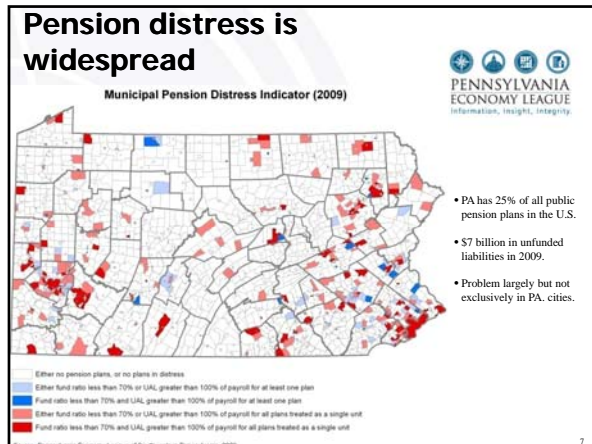 Pension distress is
widespread
Municipal Pension Distress Indicator (2009)
PENNSYLVANIA
ECONOMY LEAGUE
Information, Insight, Integrity.
• PA has 25% of all public
pension plans in the U.S.
• $7 billion in unfunded
liabilities in 2009.
• Problem largely but not
exclusively in PA. cities.
Either no pension plans, or no plans in distress
Either fund ratio less than 70% or UAL greater than 100% of payroll for at least one plan
Fund ratio less than 70% and UAL greater than 100% of payroll for at least one plan
Either fund ratio less than 70% or UAL greater than 100% of payroll for all plans treated as a single unit
Fund ratio less than 70% and UAL greater than 100% of payroll for all plans treated as a single unit
7